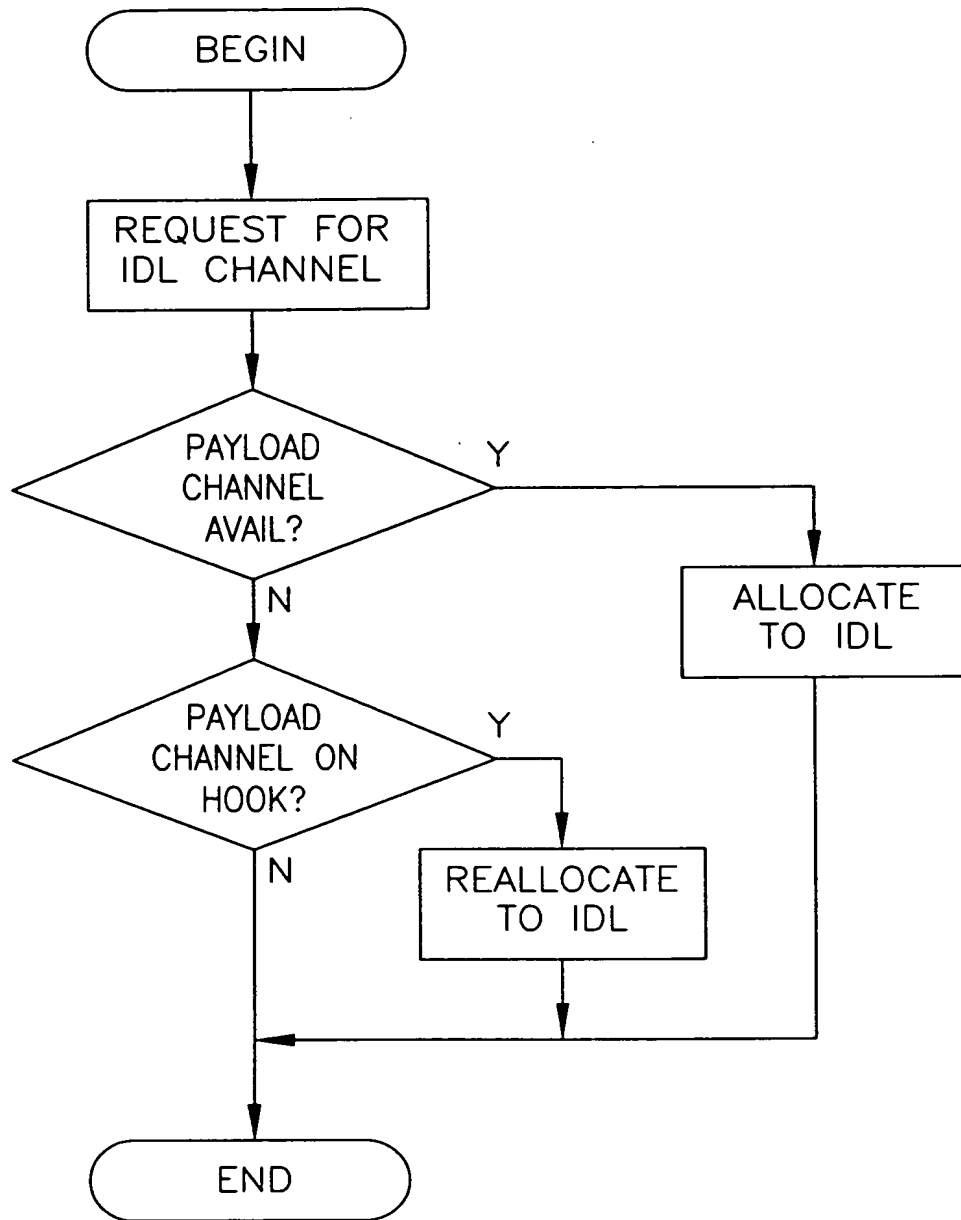 BEGIN
REQUEST FOR
IDL CHANNEL
PAYLOAD
CHANNEL
AVAIL?
Y
N
ALLOCATE
TO IDL
PAYLOAD
CHANNEL ON
HOOK?
Y
N
REALLOCATE
TO IDL
END